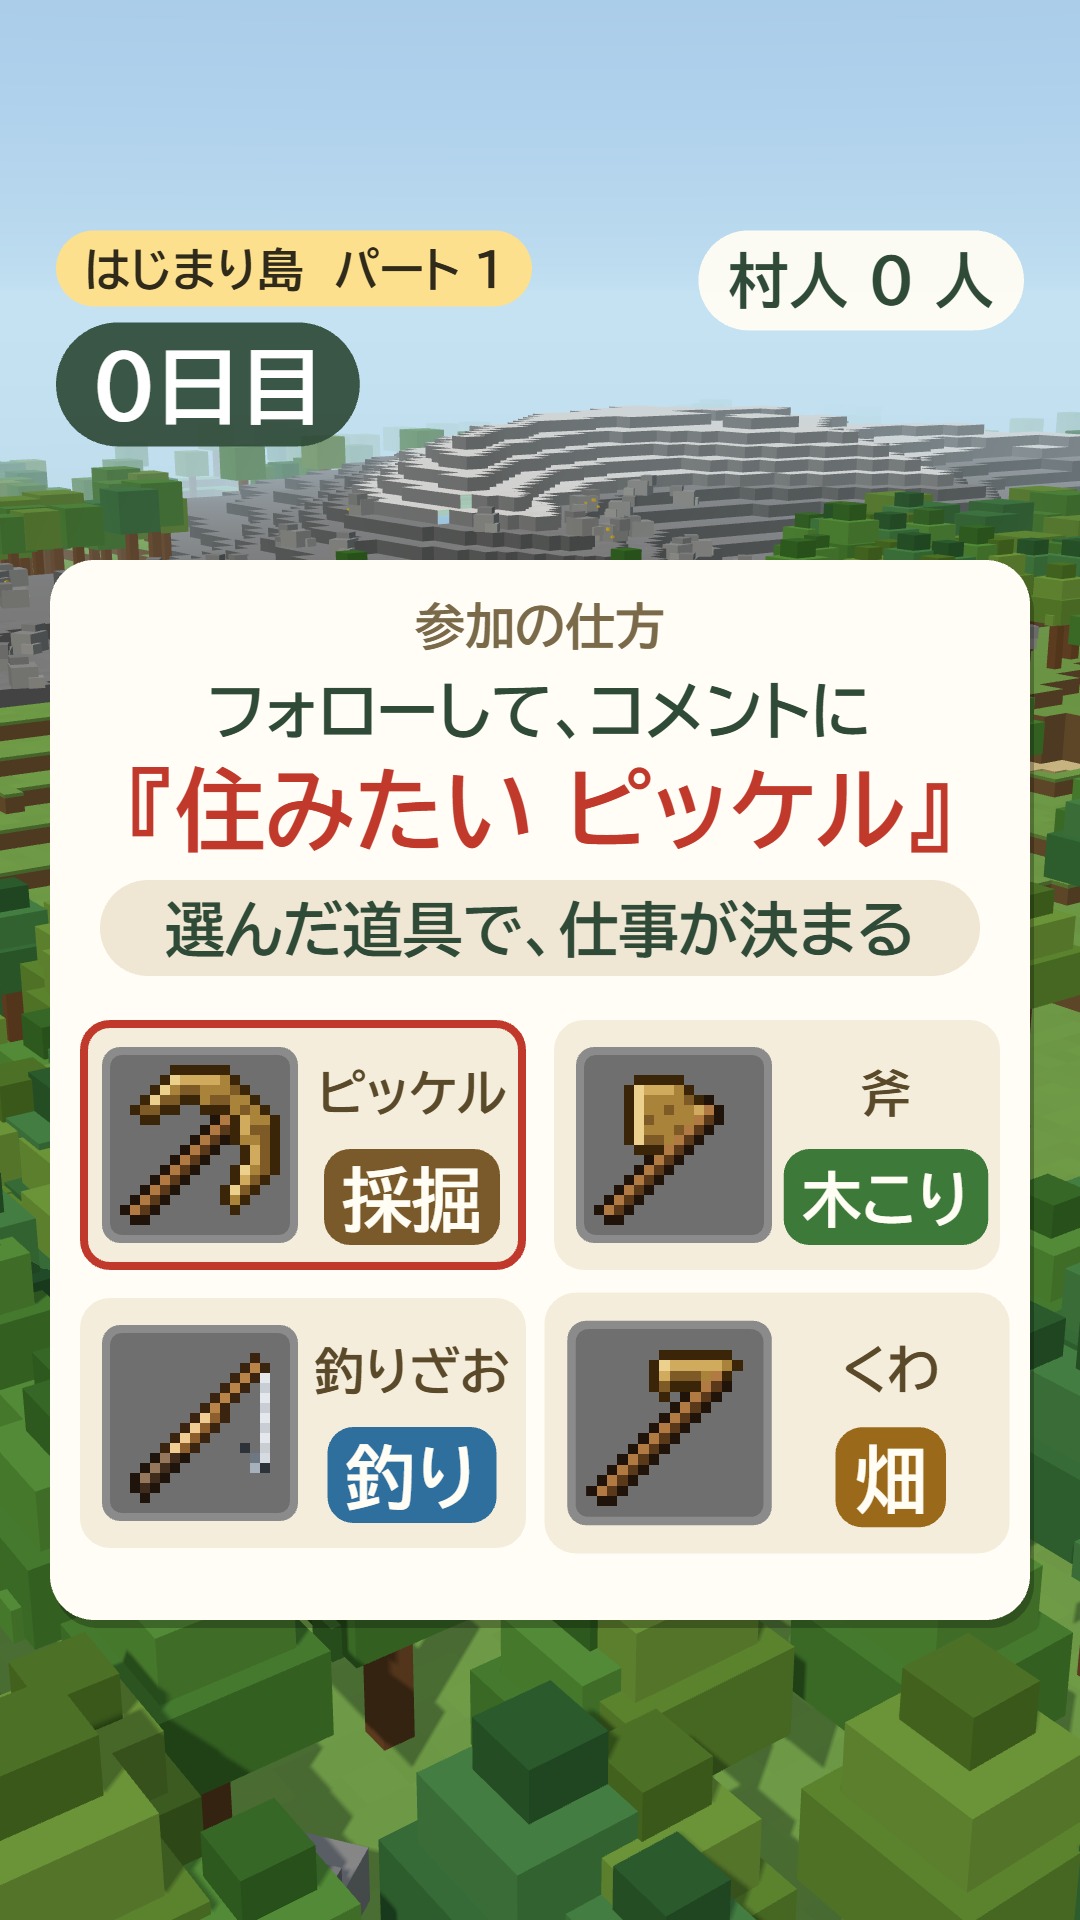 はじまり島 パート 1
村人 0 人
0日目
参加の仕方
フォローして、コメントに
『住みたい ピッケル』
選んだ道具で、仕事が決まる
ピッケル
採掘
斧
木こり
釣りざお
釣り
くわ
畑